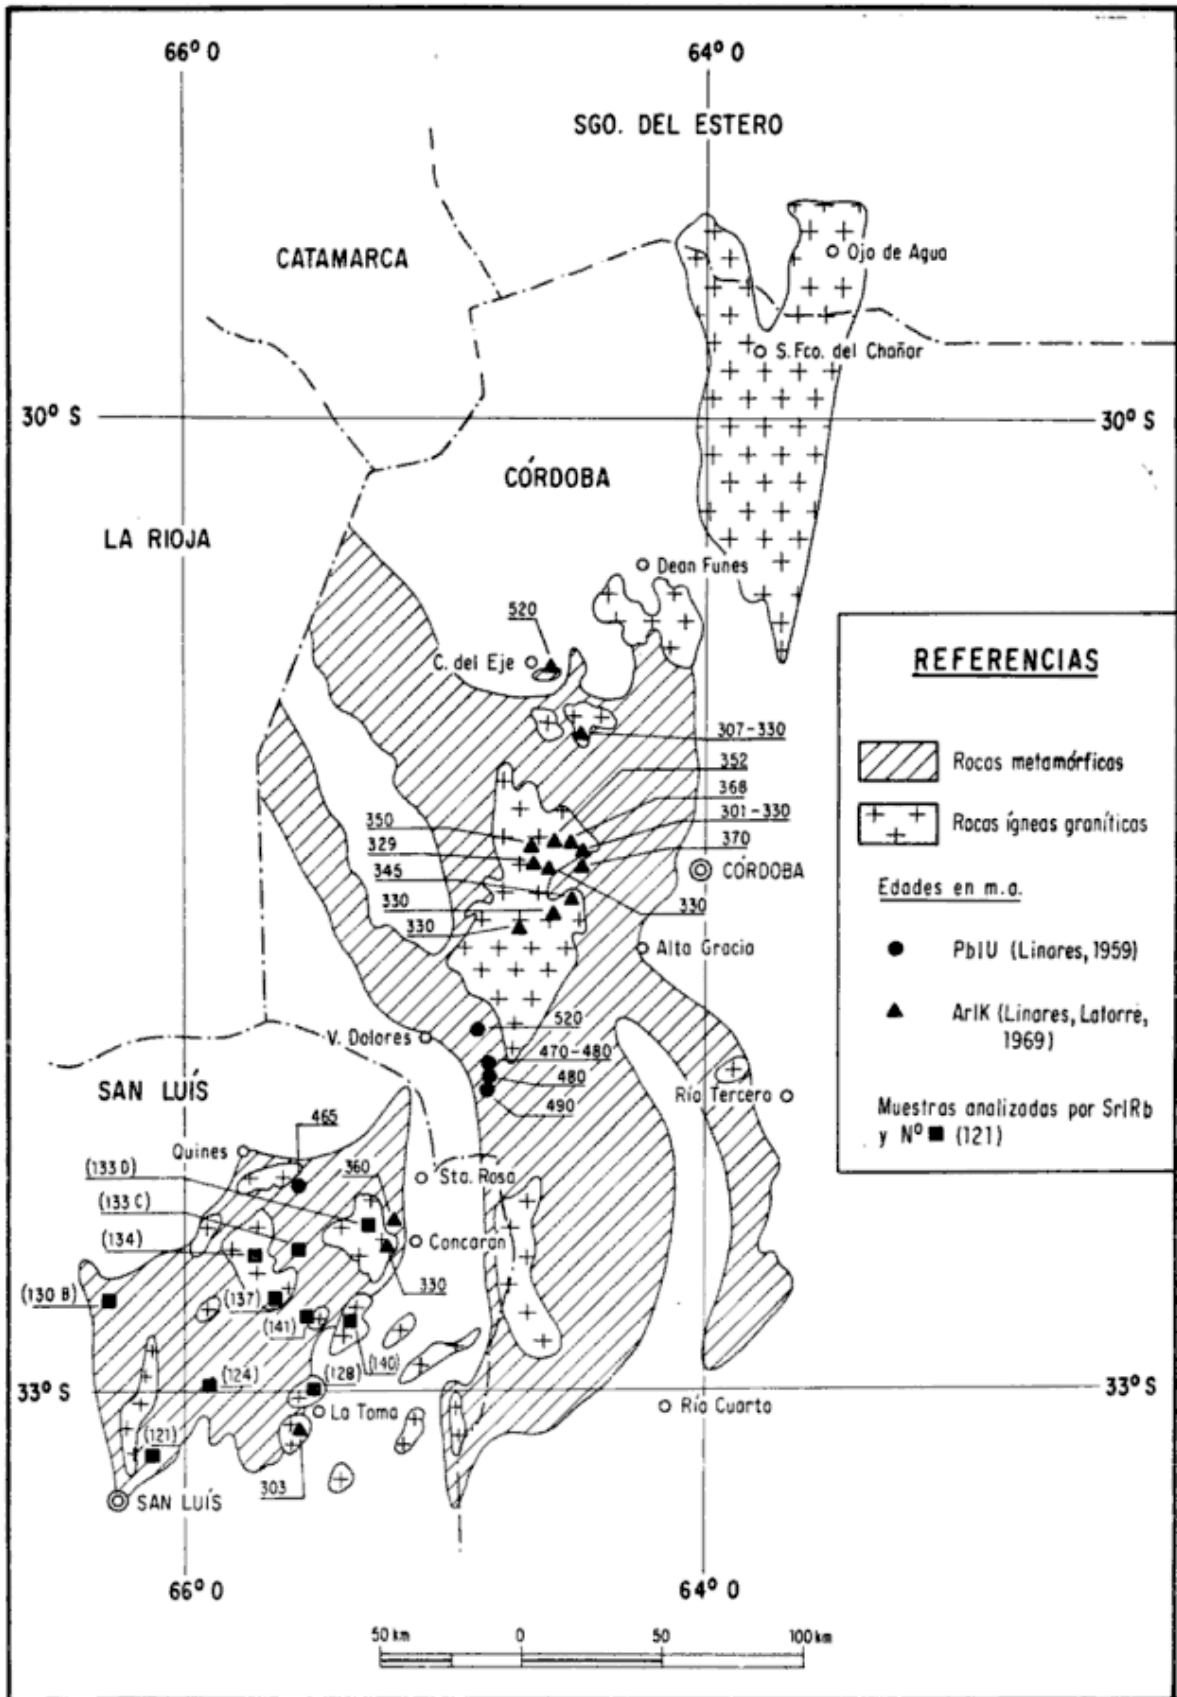 66° O
64° O
SGO. DEL ESTERO
CATAMARCA
Ojo de Agua
S. Fco. del Chañar
30° S
30° S
CÓRDOBA
LA RIOJA
Dean Funes
520
C. del Eje
307-330
352
368
301-330
370
350
329
345
330
330
330
CÓRDOBA
Alta Gracia
520
V. Dolores
470-480
480
490
SAN LUÍS
Río Tercero
465
Quines
(133 D)
360
Sta. Rosa
(133 C)
(134)
Concaran
(130 B)
(137)
330
(141)
(124)
(128)
(140)
33° S
33° S
La Toma
Río Cuarto
(121)
303
SAN LUÍS
66° O
64° O
50 km
0
50
100 km
REFERENCIAS
Rocas metamórficas
Rocas ígneas graníticas
Edades en m.a.
Pb|U (Linares, 1959)
Ar|K (Linares, Latorre,
1969)
Muestras analizadas por Sr|Rb
y Nº ■ (121)